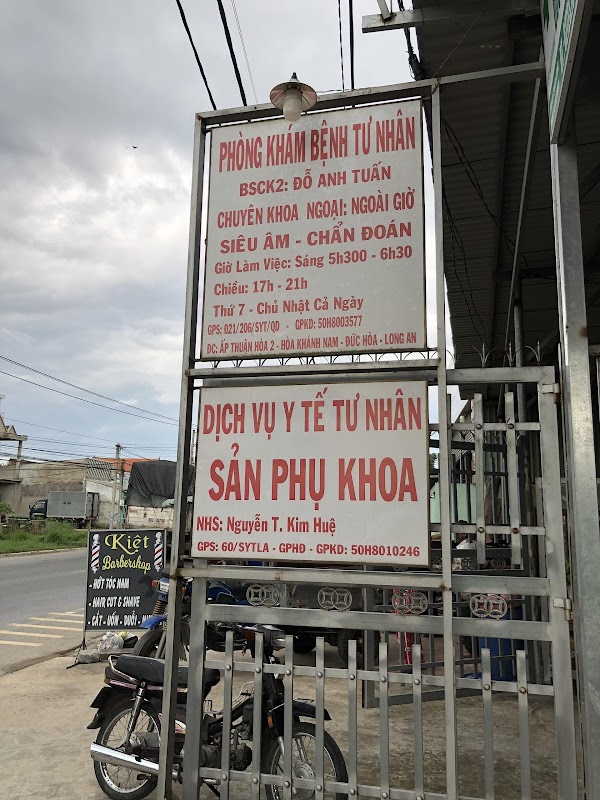 PHÒNG KHÁM BỆNH TƯ NHÂN
BSCK2: ĐỖ ANH TUẤN
CHUYÊN KHOA NGOẠI: NGOÀI GIỜ
SIÊU ÂM - CHẨN ĐOÁN
Giờ Làm Việc: Sáng 5h300 - 6h30
Chiều: 17h - 21h
Thứ 7 - Chủ Nhật Cả Ngày
GPS: 021/206/SYT/QD - GPKD: 50H8003577
ĐC: ẤP THUẬN HÒA 2 - HÒA KHÁNH NAM - ĐỨC HÒA - LONG AN
DỊCH VỤ Y TẾ TƯ NHÂN
SẢN PHỤ KHOA
NHS: Nguyễn T. Kim Huệ
GPS: 60/SYTLA - GPHĐ - GPKD: 50H8010246
Kiệt
Barbershop
- HỚT TÓC NAM
- HAIR CUT & SHAVE
- CẮT - UỐN - DUỖI -